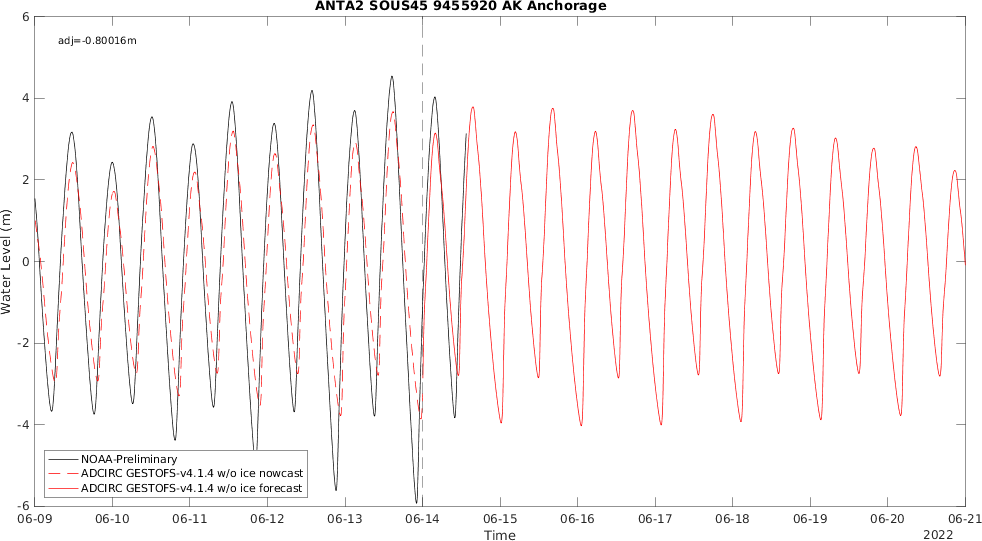 ANTA2 SOUS45 9455920 AK Anchorage
adj=-0.80016m
6
4
2
0
-2
-4
-6
Water Level (m)
NOAA-Preliminary
ADCIRC GESTOFS-v4.1.4 w/o ice nowcast
ADCIRC GESTOFS-v4.1.4 w/o ice forecast
06-09 06-10 06-11 06-12 06-13 06-14 06-15 06-16 06-17 06-18 06-19 06-20 06-21
Time
2022